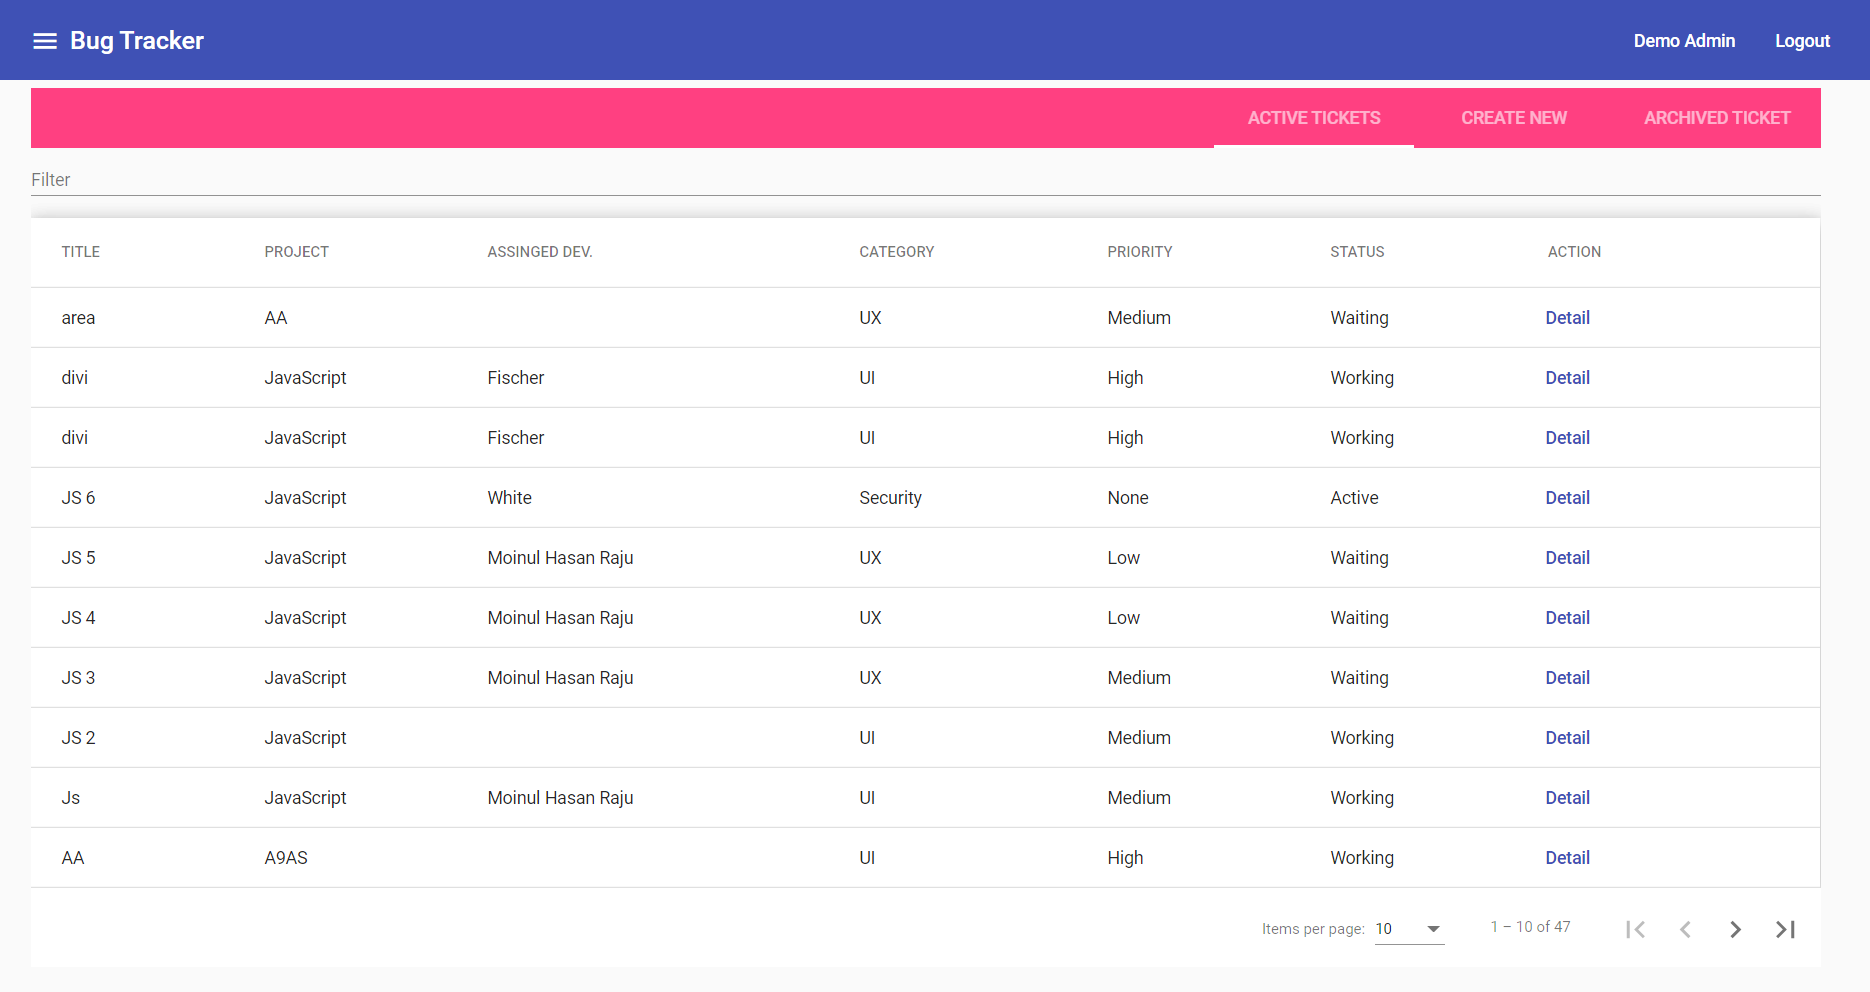 Bug Tracker Demo Admin Logout
ACTIVE TICKETS CREATE NEW ARCHIVED TICKET
Filter
TITLE PROJECT ASSINGED DEV. CATEGORY PRIORITY STATUS ACTION
area AA UX Medium Waiting Detail
divi JavaScript Fischer UI High Working Detail
divi JavaScript Fischer UI High Working Detail
JS 6 JavaScript White Security None Active Detail
JS 5 JavaScript Moinul Hasan Raju UX Low Waiting Detail
JS 4 JavaScript Moinul Hasan Raju UX Low Waiting Detail
JS 3 JavaScript Moinul Hasan Raju UX Medium Waiting Detail
JS 2 JavaScript UI Medium Working Detail
Js JavaScript Moinul Hasan Raju UI Medium Working Detail
AA A9AS UI High Working Detail
Items per page: 10 1 – 10 of 47